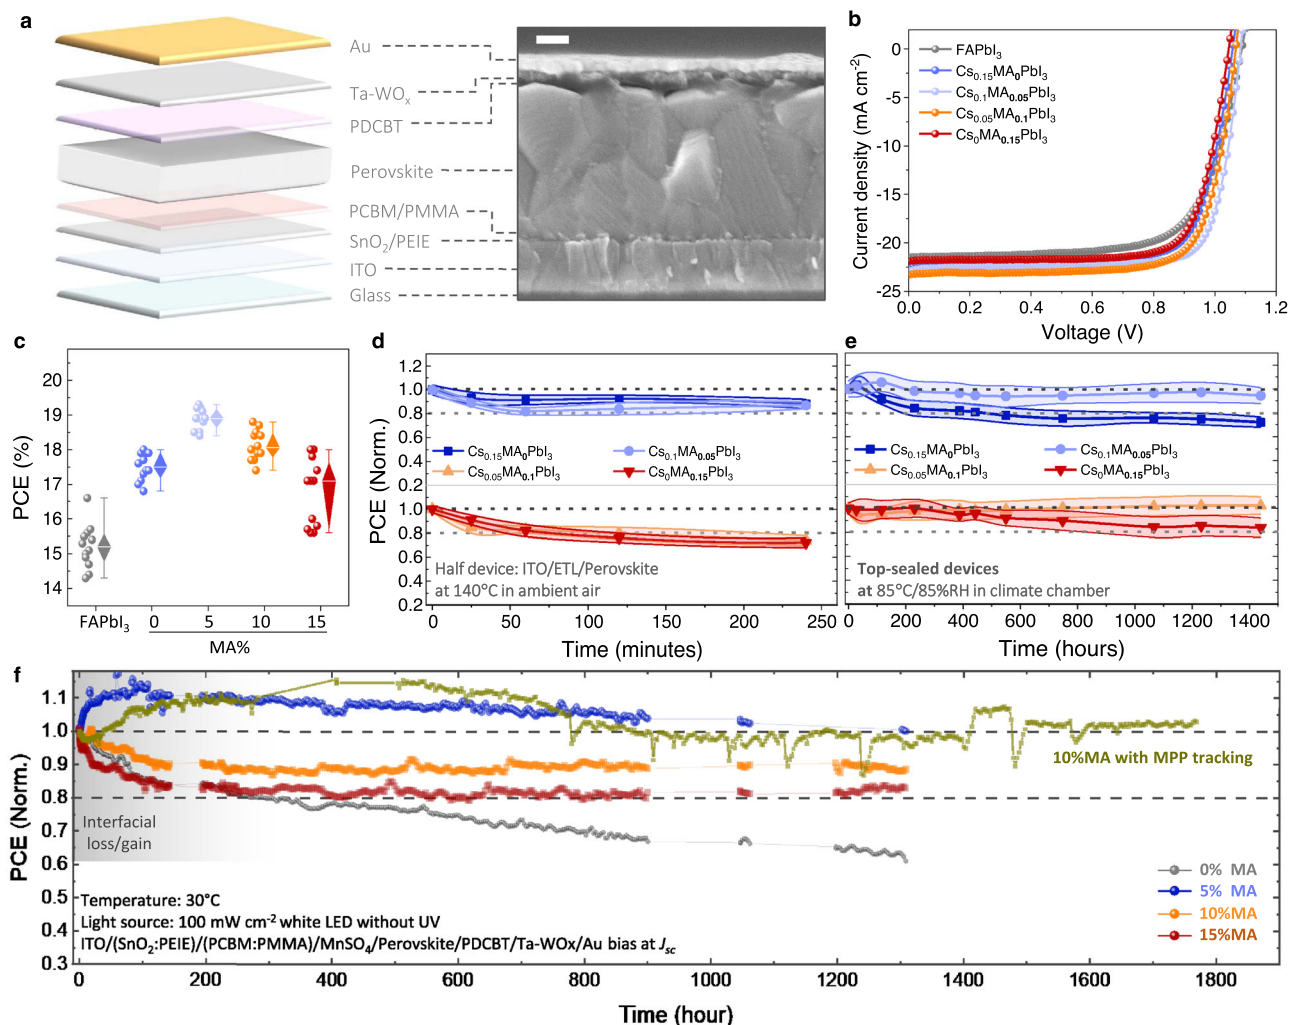 a
Au
Ta-WOx
PDCBT
Perovskite
PCBM/PMMA
SnO2/PEIE
ITO
Glass
b
Current density (mA cm-2)
0
-5
-10
-15
-20
-25
FAPbI3
Cs0.15MA0PbI3
Cs0.1MA0.05PbI3
Cs0.05MA0.1PbI3
Cs0MA0.15PbI3
0.0 0.2 0.4 0.6 0.8 1.0 1.2
Voltage (V)
c
PCE (%)
20
19
18
17
16
15
14
FAPbI3 0 5 10 15
MA%
d
PCE (Norm.)
1.2
1.0
0.8
0.6
0.4
0.2
1.0
0.8
0.6
0.4
0.2
Cs0.15MA0PbI3 Cs0.1MA0.05PbI3
Cs0.05MA0.1PbI3 Cs0MA0.15PbI3
Half device: ITO/ETL/Perovskite
at 140°C in ambient air
0 50 100 150 200 250
Time (minutes)
e
Cs0.15MA0PbI3 Cs0.1MA0.05PbI3
Cs0.05MA0.1PbI3 Cs0MA0.15PbI3
Top-sealed devices
at 85°C/85%RH in climate chamber
0 200 400 600 800 1000 1200 1400
Time (hours)
f
PCE (Norm.)
1.1
1.0
0.9
0.8
0.7
0.6
0.5
0.4
0.3
Interfacial
loss/gain
10%MA with MPP tracking
0% MA
5% MA
10%MA
15%MA
Temperature: 30°C
Light source: 100 mW cm-2 white LED without UV
ITO/(SnO2:PEIE)/(PCBM:PMMA)/MnSO4/Perovskite/PDCBT/Ta-WOx/Au bias at Jsc
0 200 400 600 800 1000 1200 1400 1600 1800
Time (hour)